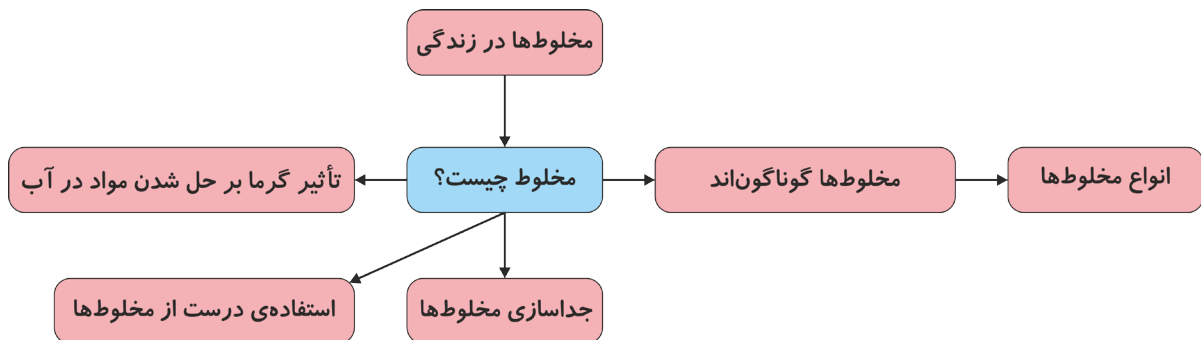 مخلوط‌ها در زندگی
انواع مخلوط‌ها
مخلوط‌ها گوناگون‌اند
مخلوط چیست؟
تأثیر گرما بر حل شدن مواد در آب
جداسازی مخلوط‌ها
استفاده‌ی درست از مخلوط‌ها